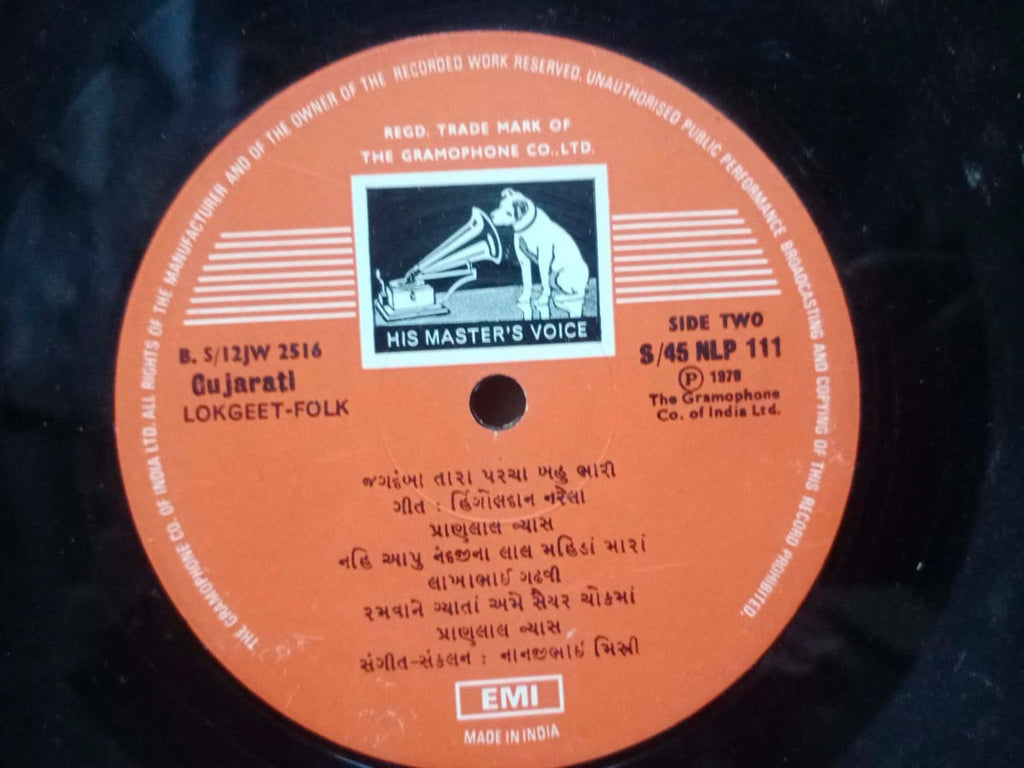 THE GRAMOPHONE CO. OF INDIA LTD. ALL RIGHTS OF THE MANUFACTURER AND OF THE OWNER OF THE RECORDED WORK RESERVED. UNAUTHORISED PUBLIC PERFORMANCE BROADCASTING AND COPYING OF THIS RECORD PROHIBITED.
REGD. TRADE MARK OF
THE GRAMOPHONE CO., LTD.
HIS MASTER'S VOICE
B. S/12JW 2516
Gujarati
LOKGEET-FOLK
SIDE TWO
S/45 NLP 111
℗ 1979
The Gramophone
Co. of India Ltd.
જગદંબા તારા પરચા બહુ ભારી
ગીત : હિંગોલદાન નરેલા
પ્રાણલાલ વ્યાસ
નહિ આપુ નંદજીના લાલ મહિડાં મારાં
લાખાભાઈ ગઢવી
રમવાને ગ્યાતાં અમે સૈયર ચોકમાં
પ્રાણલાલ વ્યાસ
સંગીત-સંકલન : નાનજીભાઈ મિસ્ત્રી
EMI
MADE IN INDIA